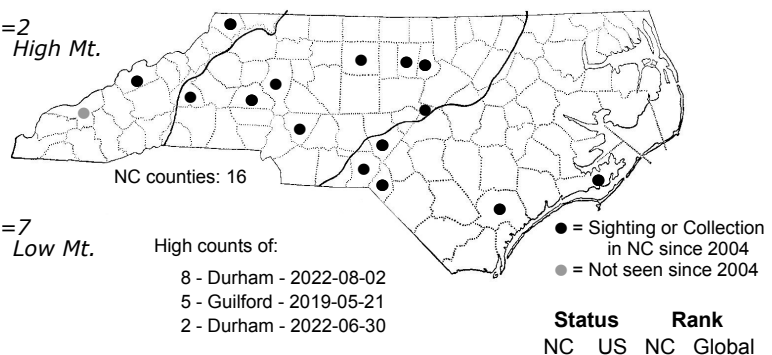 =2
High Mt.
NC counties: 16
=7
Low Mt.
High counts of:
8 - Durham - 2022-08-02
5 - Guilford - 2019-05-21
2 - Durham - 2022-06-30
● = Sighting or Collection
in NC since 2004
● = Not seen since 2004
Status Rank
NC US NC Global